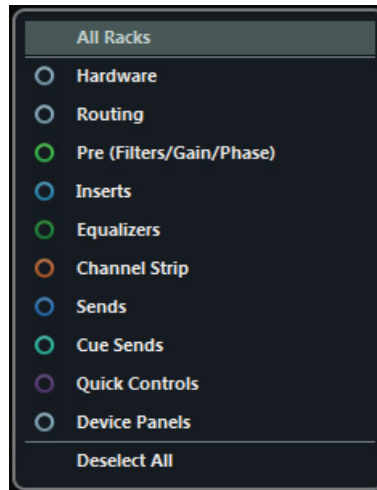 All Racks
Hardware
Routing
Pre (Filters/Gain/Phase)
Inserts
Equalizers
Channel Strip
Sends
Cue Sends
Quick Controls
Device Panels
Deselect All